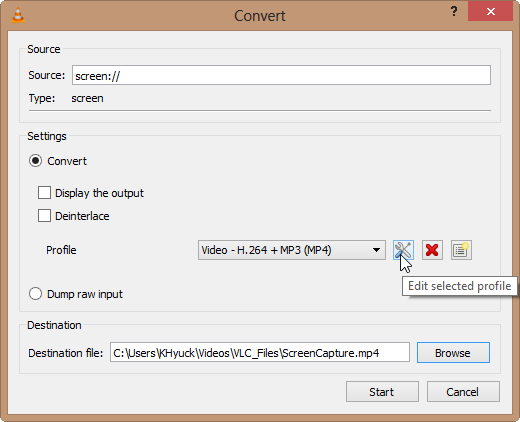 Convert
?
Source
Source: screen://
Type: screen
Settings
Convert
Display the output
Deinterlace
Profile Video - H.264 + MP3 (MP4)
Edit selected profile
Dump raw input
Destination
Destination file: C:\Users\KHyuck\Videos\VLC_Files\ScreenCapture.mp4 Browse
Start Cancel